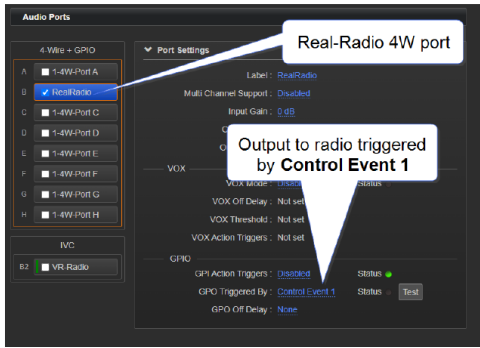 Audio Ports
Real-Radio 4W port
4-Wire + GPIO
A 1-4W-Port A
B RealRadio
C 1-4W-Port C
D 1-4W-Port D
E 1-4W-Port E
F 1-4W-Port F
G 1-4W-Port G
H 1-4W-Port H
IVC
B2 VR-Radio
Port Settings
Label : RealRadio
Multi Channel Support : Disabled
Input Gain : 0 dB
Output to radio triggered
by Control Event 1
VOX
VOX Mode : Status
VOX Off Delay : Not set
VOX Threshold : Not set
VOX Action Triggers : Not set
GPIO
GPI Action Triggers : Disabled Status
GPO Triggered By : Control Event 1 Status Test
GPO Off Delay : None